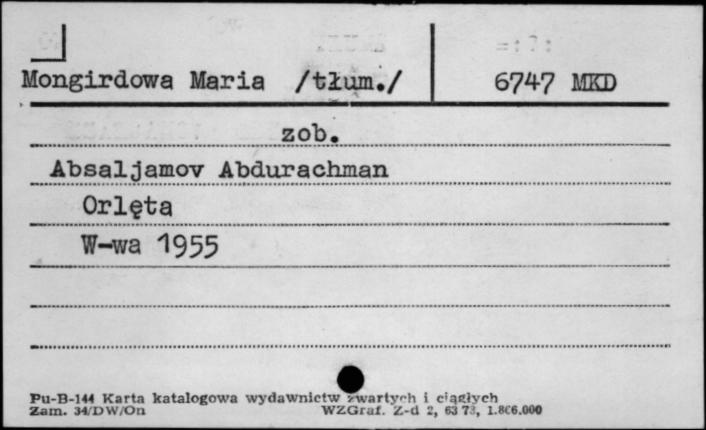 Mongirdowa Maria /tłum./ 6747 MKD
zob.
Absaljamov Abdurachman
Orlęta
W-wa 1955
Pu-B-144 Karta katalogowa wydawnictw zwartych i ciągłych
Zam. 34/DW/On WZGraf. Z-d 2, 63 73, 1.806.000